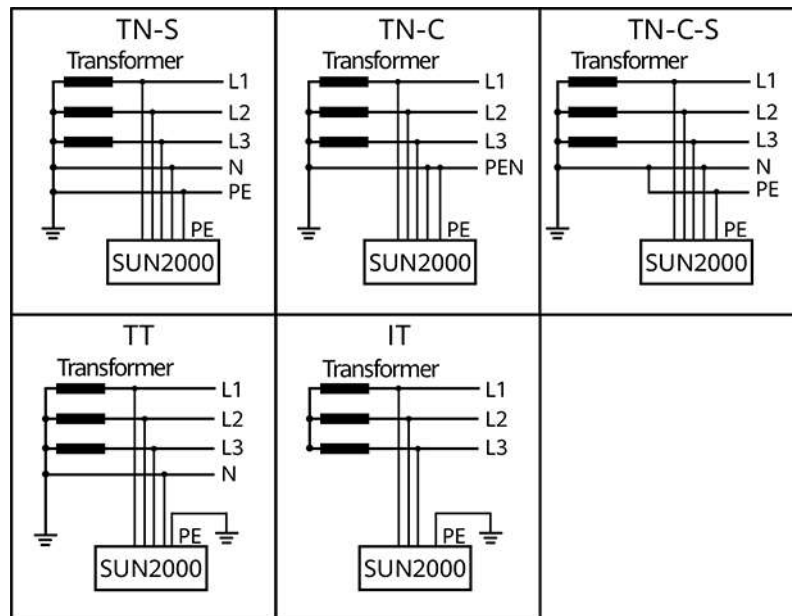 TN-S
Transformer
L1
L2
L3
N
PE
PE
SUN2000
TN-C
Transformer
L1
L2
L3
PEN
PE
SUN2000
TN-C-S
Transformer
L1
L2
L3
N
PE
PE
SUN2000
TT
Transformer
L1
L2
L3
N
PE
SUN2000
IT
Transformer
L1
L2
L3
PE
SUN2000